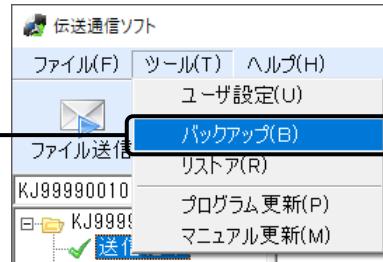 伝送通信ソフト
ファイル(F) ツール(T) ヘルプ(H)
ユーザ設定(U)
バックアップ(B)
ファイル送信
リストア(R)
KJ99990010
プログラム更新(P)
KJ9999
マニュアル更新(M)
送信